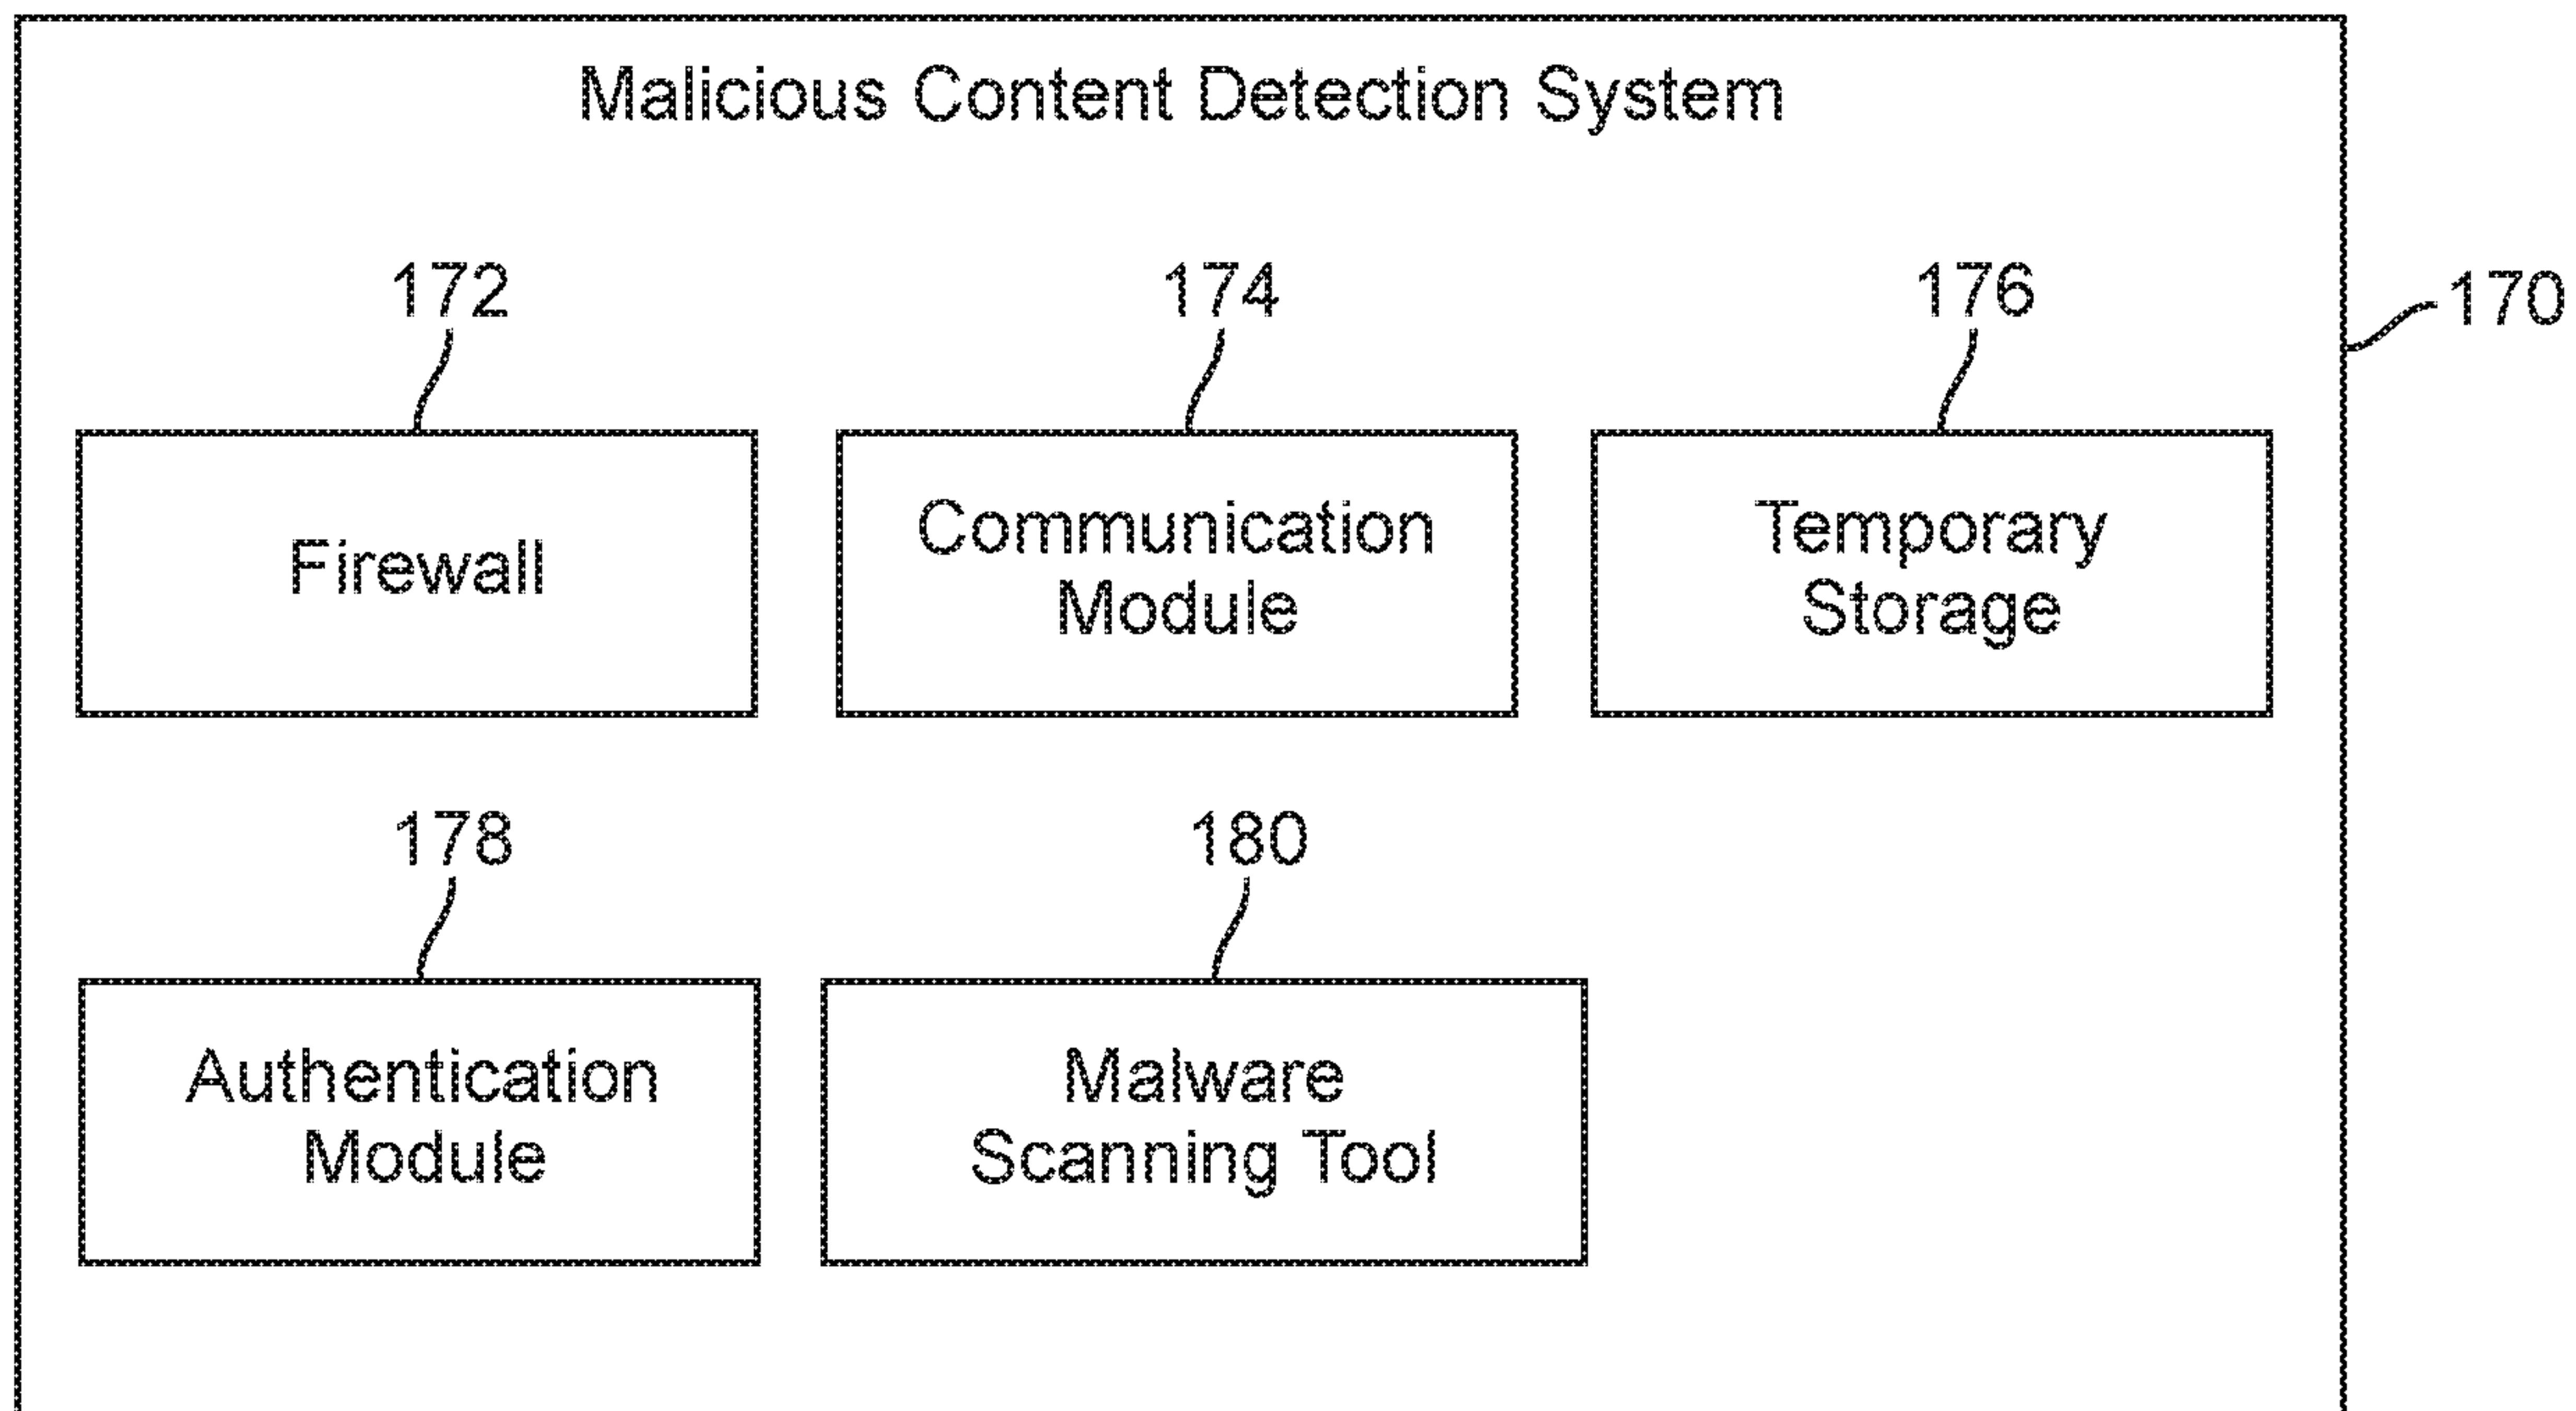 Malicious Content Detection System
172
174
176
170
Firewall
Communication
Module
Temporary
Storage
178
180
Authentication
Module
Malware
Scanning Tool